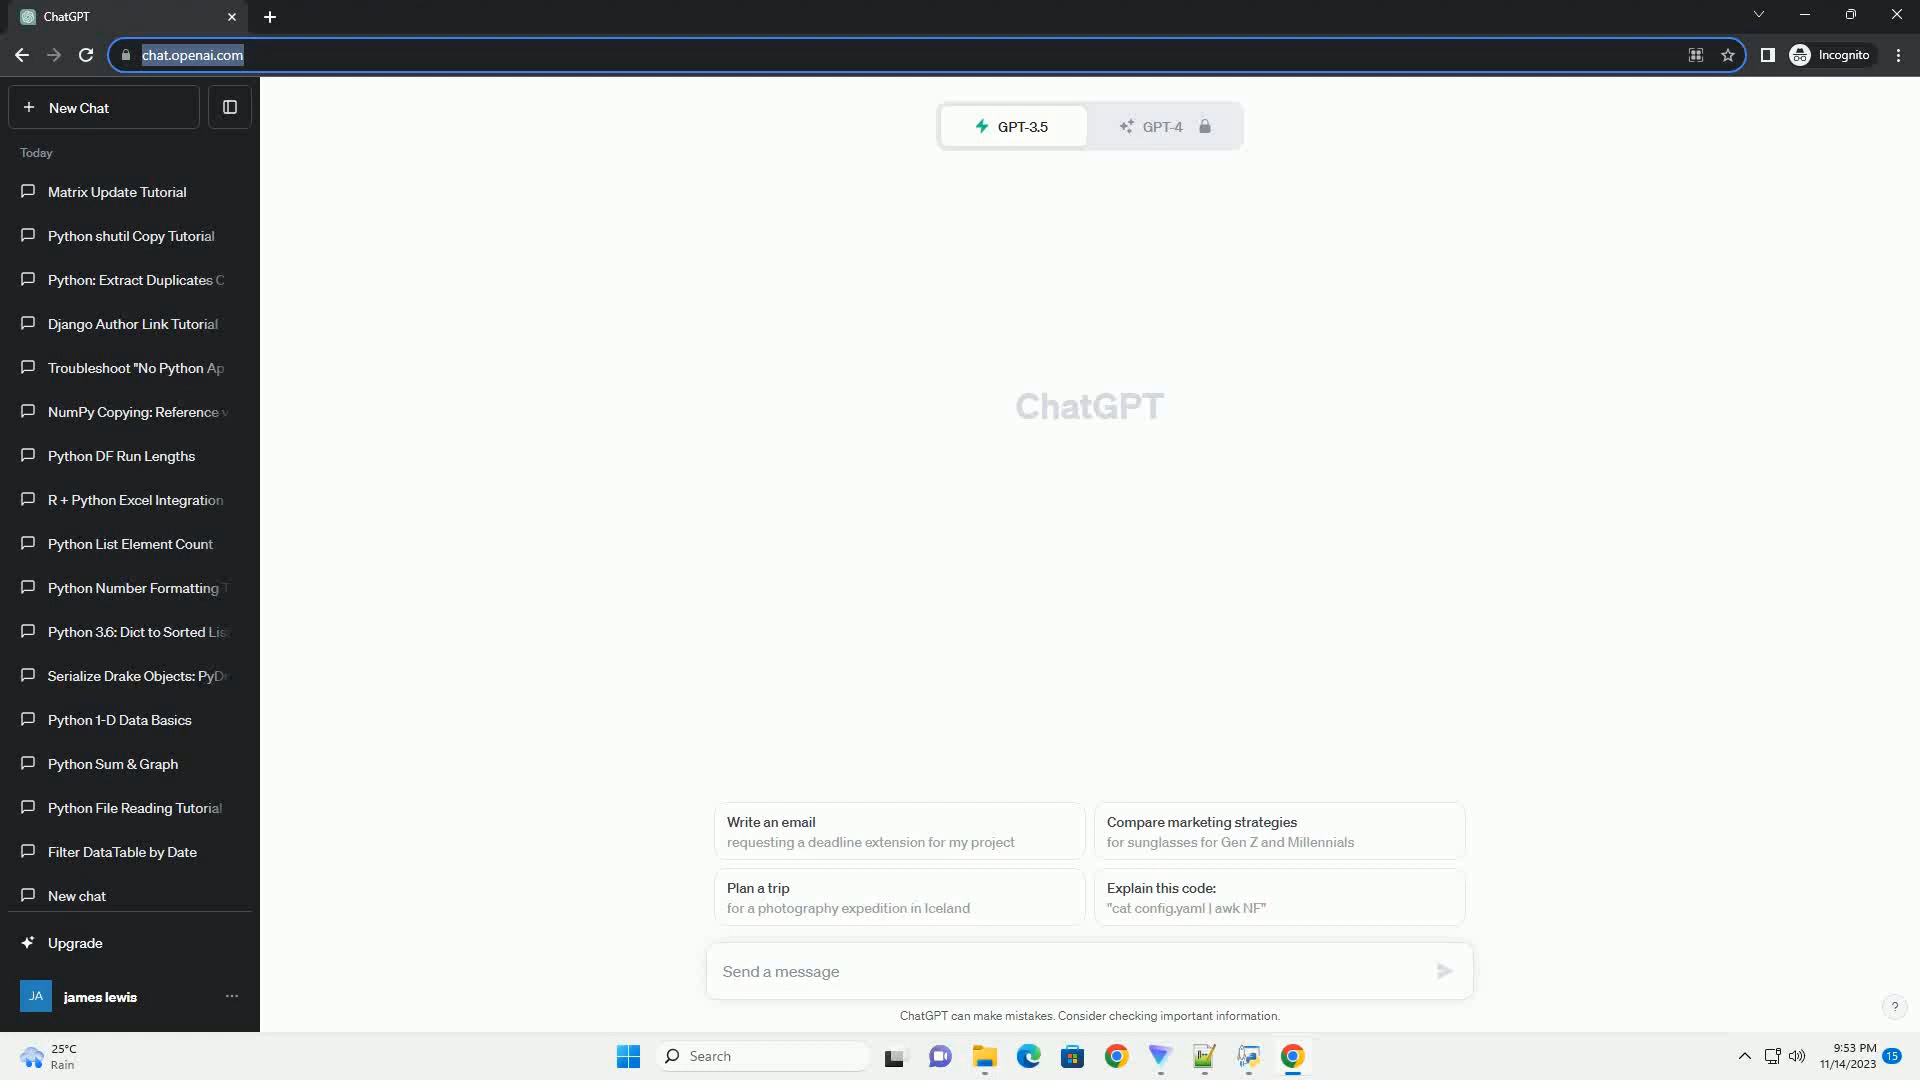 ChatGPT
chat.openai.com
Incognito
New Chat
Today
Matrix Update Tutorial
Python shutil Copy Tutorial
Python: Extract Duplicates C
Django Author Link Tutorial
Troubleshoot "No Python Ap
NumPy Copying: Reference v
Python DF Run Lengths
R + Python Excel Integration
Python List Element Count
Python Number Formatting T
Python 3.6: Dict to Sorted Lis
Serialize Drake Objects: PyDr
Python 1-D Data Basics
Python Sum & Graph
Python File Reading Tutorial
Filter DataTable by Date
New chat
Upgrade
JA james lewis
GPT-3.5 GPT-4
ChatGPT
Write an email
requesting a deadline extension for my project
Compare marketing strategies
for sunglasses for Gen Z and Millennials
Plan a trip
for a photography expedition in Iceland
Explain this code:
"cat config.yaml | awk NF"
Send a message
ChatGPT can make mistakes. Consider checking important information.
?
25°C
Rain
Search
9:53 PM
11/14/2023
15